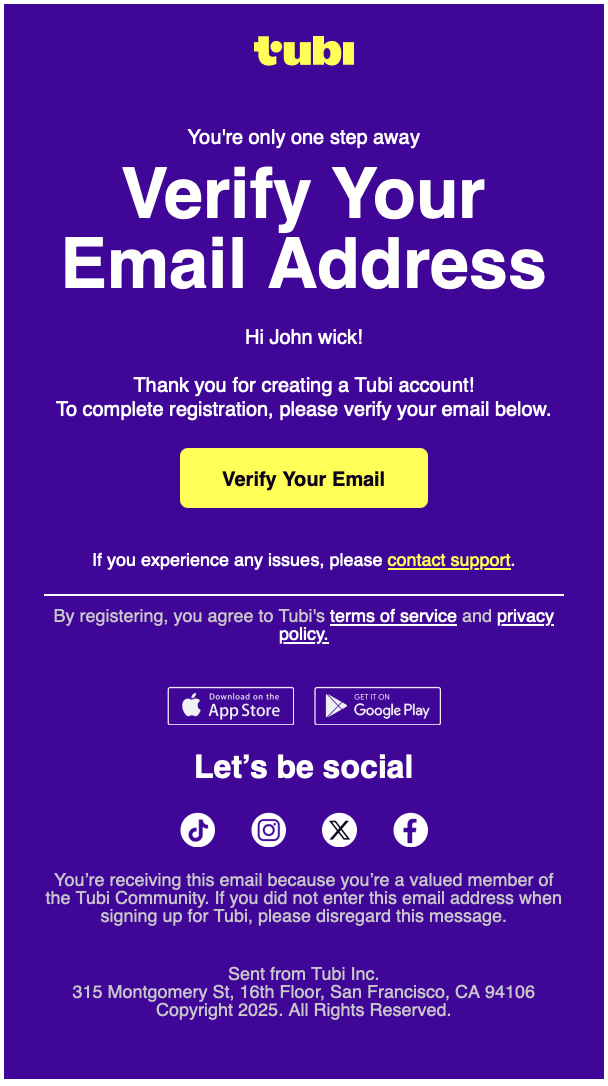 tubi
You're only one step away
Verify Your
Email Address
Hi John wick!
Thank you for creating a Tubi account!
To complete registration, please verify your email below.
Verify Your Email
If you experience any issues, please contact support.
By registering, you agree to Tubi's terms of service and privacy
policy.
Download on the
App Store
GET IT ON
Google Play
Let’s be social
You’re receiving this email because you’re a valued member of
the Tubi Community. If you did not enter this email address when
signing up for Tubi, please disregard this message.
Sent from Tubi Inc.
315 Montgomery St, 16th Floor, San Francisco, CA 94106
Copyright 2025. All Rights Reserved.